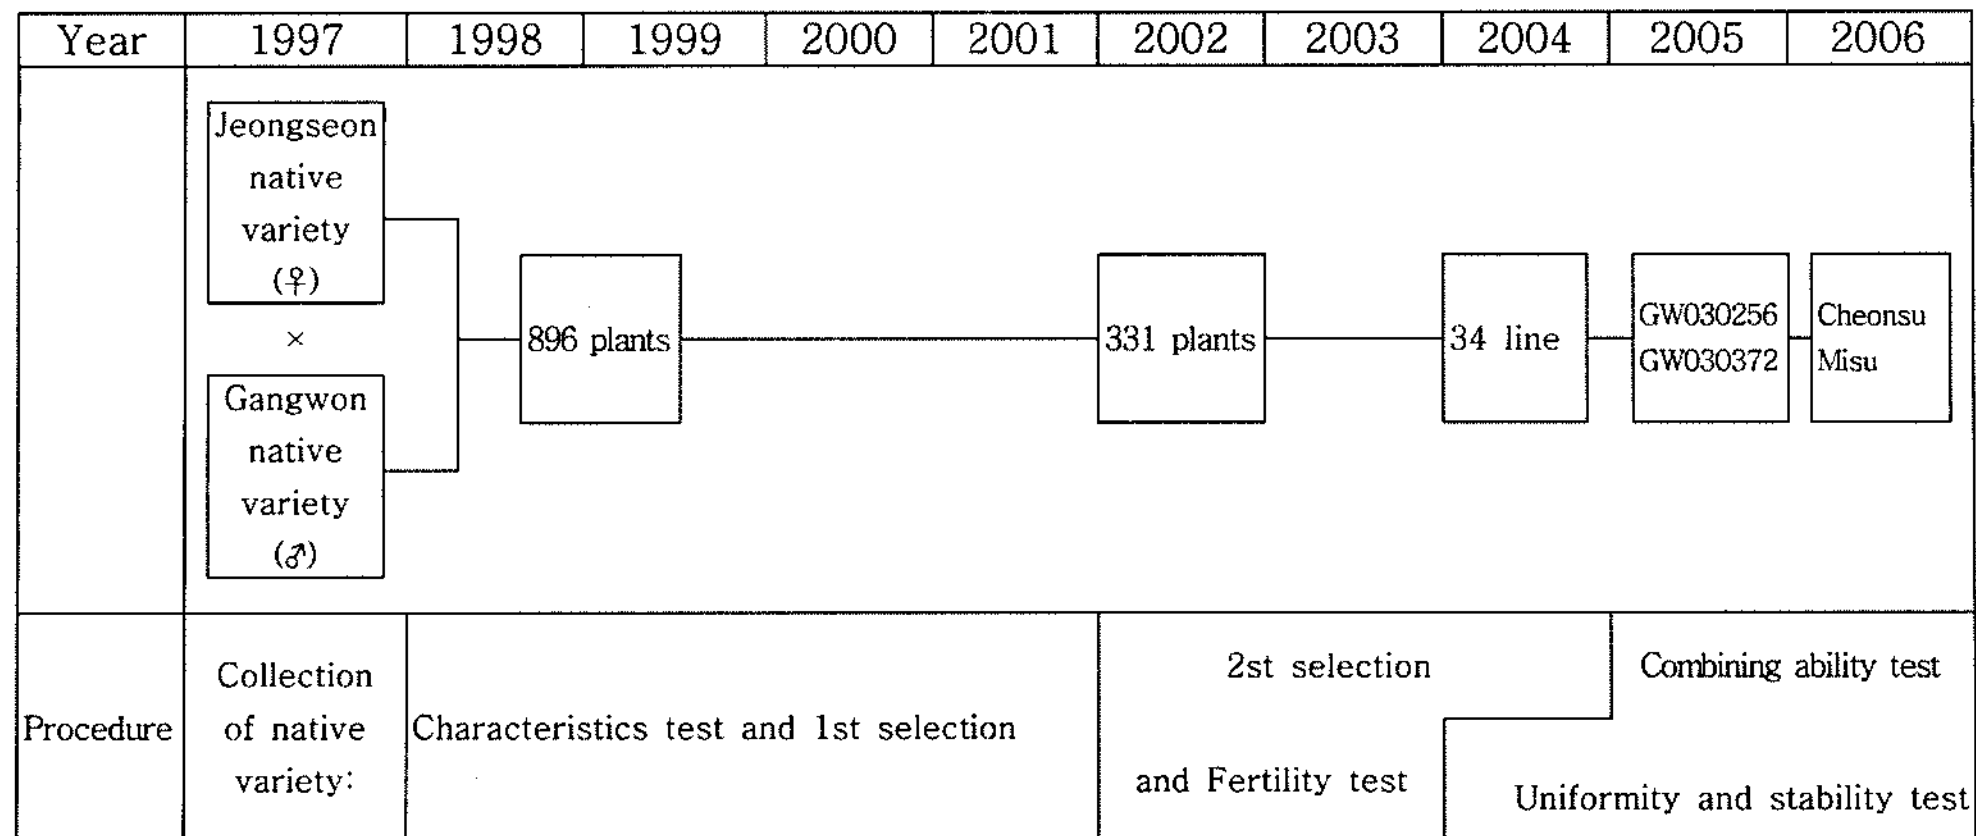 Year 1997 1998 1999 2000 2001 2002 2003 2004 2005 2006
Jeongseon
native
variety
(♀)
×
Gangwon
native
variety
(♂)
896 plants
331 plants
34 line
GW030256
GW030372
Cheonsu
Misu
Procedure
Collection
of native
variety:
Characteristics test and 1st selection
2st selection
and Fertility test
Combining ability test
Uniformity and stability test